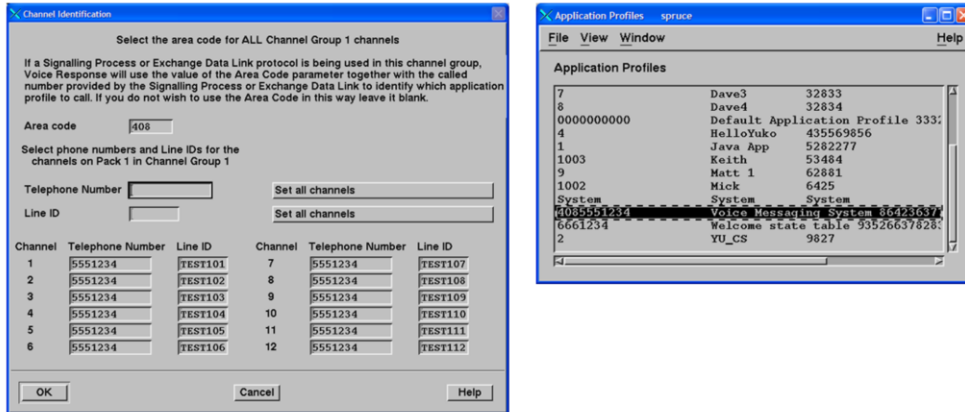 Channel Identification
Select the area code for ALL Channel Group 1 channels
If a Signalling Process or Exchange Data Link protocol is being used in this channel group,
Voice Response will use the value of the Area Code parameter together with the called
number provided by the Signalling Process or Exchange Data Link to identify which application
profile to call. If you do not wish to use the Area Code in this way leave it blank.
Area code 408
Select phone numbers and Line IDs for the
channels on Pack 1 in Channel Group 1
Telephone Number Set all channels
Line ID Set all channels
Channel Telephone Number Line ID Channel Telephone Number Line ID
1 5551234 TEST101 7 5551234 TEST107
2 5551234 TEST102 8 5551234 TEST108
3 5551234 TEST103 9 5551234 TEST109
4 5551234 TEST104 10 5551234 TEST110
5 5551234 TEST105 11 5551234 TEST111
6 5551234 TEST106 12 5551234 TEST112
OK Cancel Help
Application Profiles spruce
File View Window Help
Application Profiles
7 Dave3 32833
8 Dave4 32834
0000000000 Default Application Profile
4 HelloYuko 435569856
1 Java App 5282277
1003 Keith 53484
9 Matt 1 62881
1002 Mick 6425
System System System
4085551234 Voice Messaging System 86423637
6661234 Welcome state table
2 YU_CS 9827